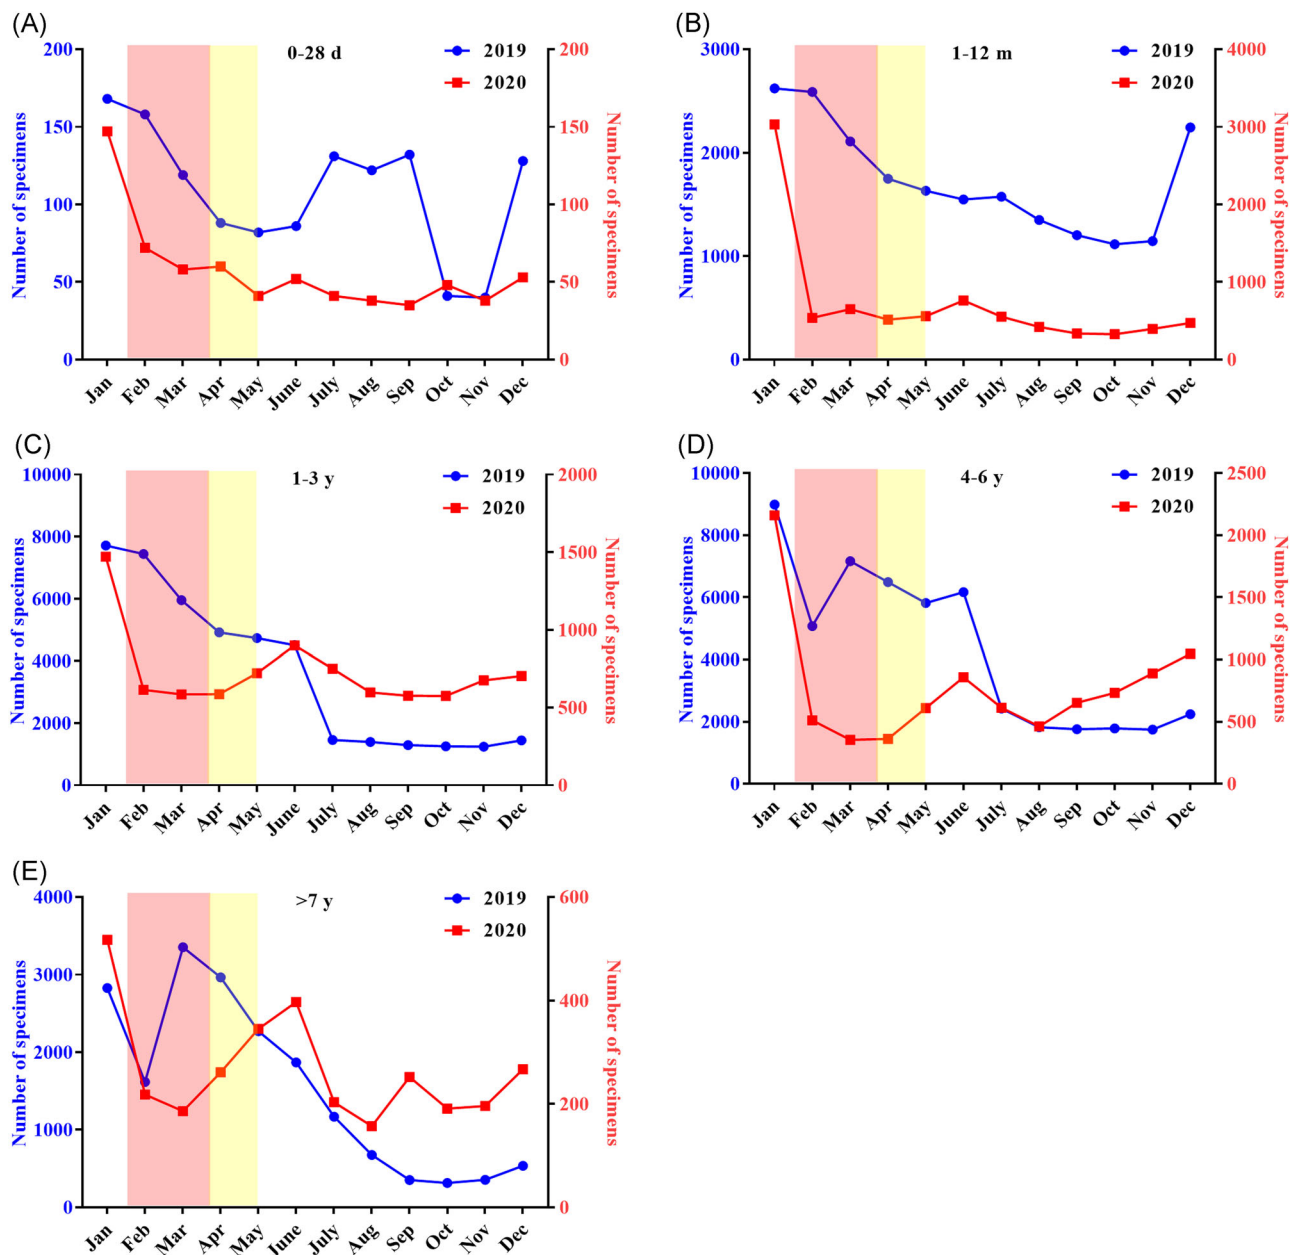 (A)
0-28 d
2019
2020
Number of specimens
200
150
100
50
0
200
150
100
50
0
Number of specimens
Jan Feb Mar Apr May June July Aug Sep Oct Nov Dec
(B)
1-12 m
2019
2020
Number of specimens
3000
2000
1000
0
4000
3000
2000
1000
0
Number of specimens
Jan Feb Mar Apr May June July Aug Sep Oct Nov Dec
(C)
1-3 y
2019
2020
Number of specimens
10000
8000
6000
4000
2000
0
2000
1500
1000
500
0
Number of specimens
Jan Feb Mar Apr May June July Aug Sep Oct Nov Dec
(D)
4-6 y
2019
2020
Number of specimens
10000
8000
6000
4000
2000
0
2500
2000
1500
1000
500
0
Number of specimens
Jan Feb Mar Apr May June July Aug Sep Oct Nov Dec
(E)
>7 y
2019
2020
Number of specimens
4000
3000
2000
1000
0
600
400
200
0
Number of specimens
Jan Feb Mar Apr May June July Aug Sep Oct Nov Dec